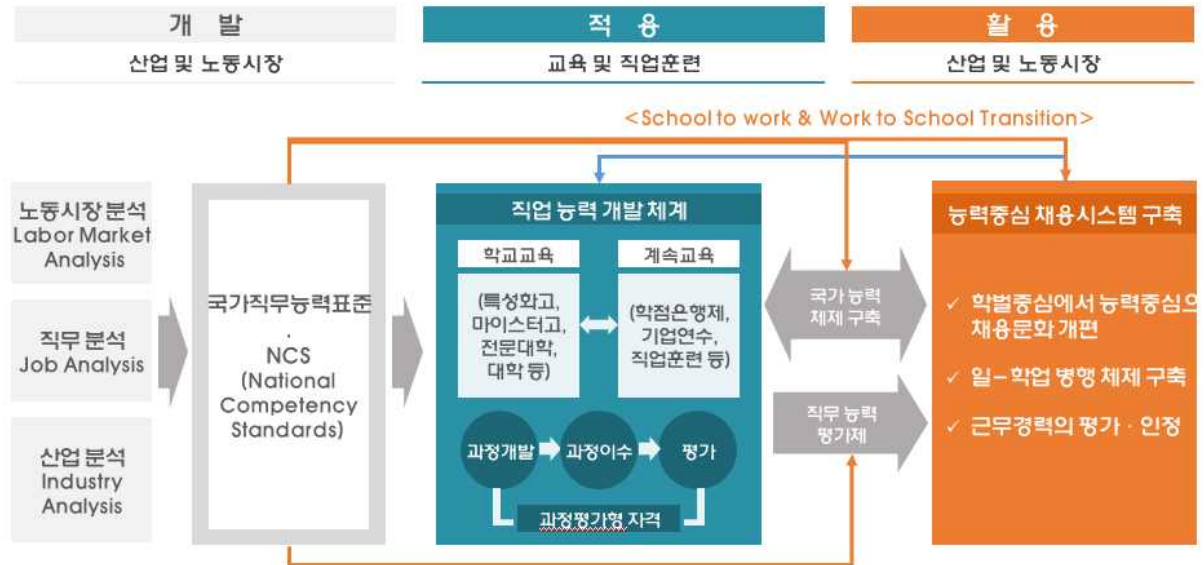 개 발
적 용
활 용
산업 및 노동시장
교육 및 직업훈련
산업 및 노동시장
<School to work & Work to School Transition>
노동시장 분석
Labor Market
Analysis
직무 분석
Job Analysis
산업 분석
Industry
Analysis
국가직무능력표준
·
NCS
(National
Competency
Standards)
직업 능력 개발 체계
학교교육
(특성화고,
마이스터고,
전문대학,
대학 등)
계속교육
(학점은행제,
기업연수,
직업훈련 등)
과정개발
과정이수
평가
과정평가형 자격
국가 능력
체제 구축
직무 능력
평가제
능력중심 채용시스템 구축
✓ 학벌중심에서 능력중심으
채용문화 개편
✓ 일-학업 병행 체제 구축
✓ 근무경력의 평가 · 인정